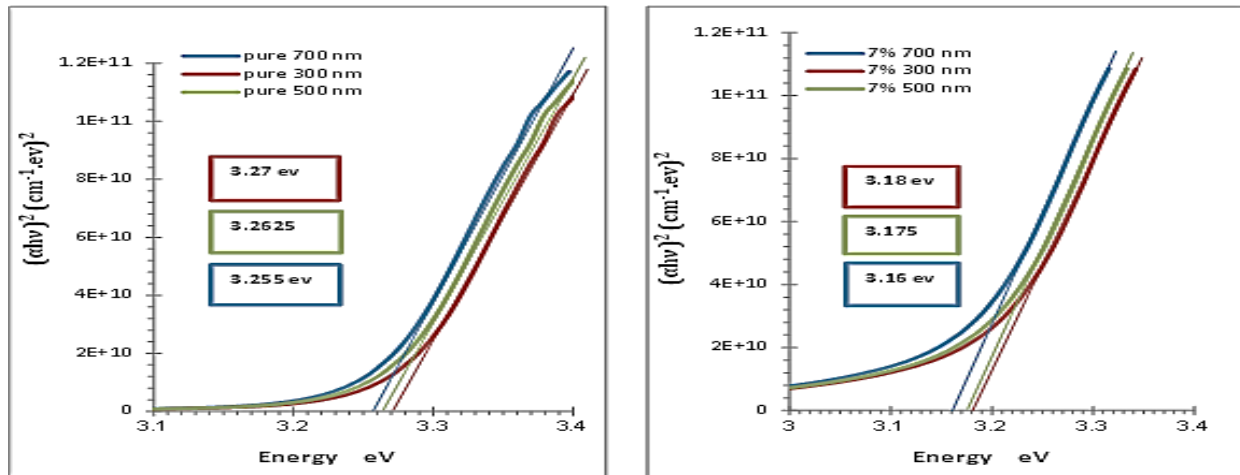 pure 700 nm
pure 300 nm
pure 500 nm
1.2E+11
1E+11
8E+10
6E+10
4E+10
2E+10
0
(αhν)² (cm⁻¹.ev)²
3.27 ev
3.2625
3.255 ev
3.1 3.2 3.3 3.4
Energy eV
7% 700 nm
7% 300 nm
7% 500 nm
1.2E+11
1E+11
8E+10
6E+10
4E+10
2E+10
0
(αhν)² (cm⁻¹.ev)²
3.18 ev
3.175
3.16 ev
3 3.1 3.2 3.3 3.4
Energy eV